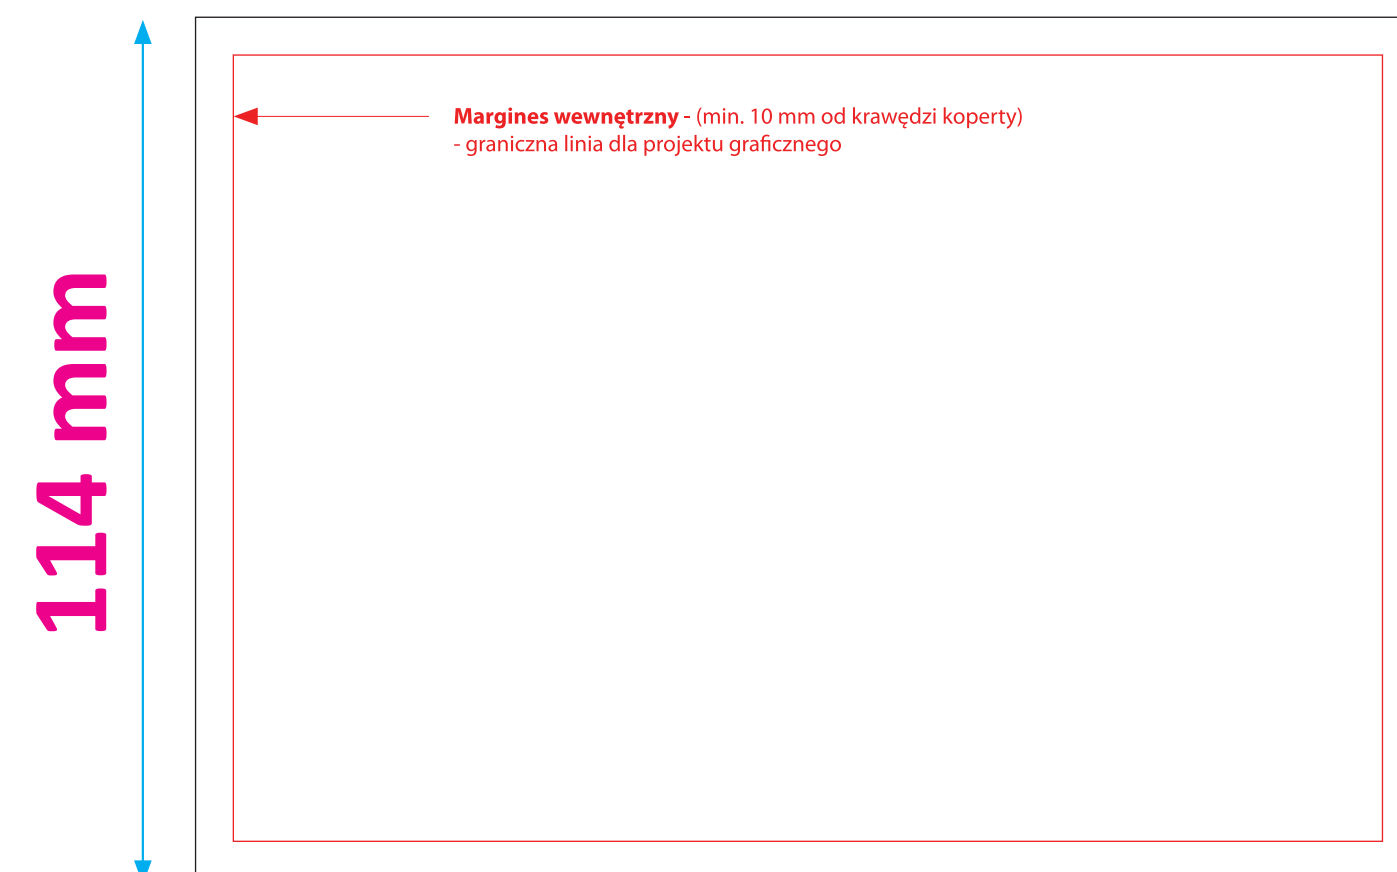 Margines wewnętrzny - (min. 10 mm od krawędzi koperty)
- graniczna linia dla projektu graficznego
114 mm